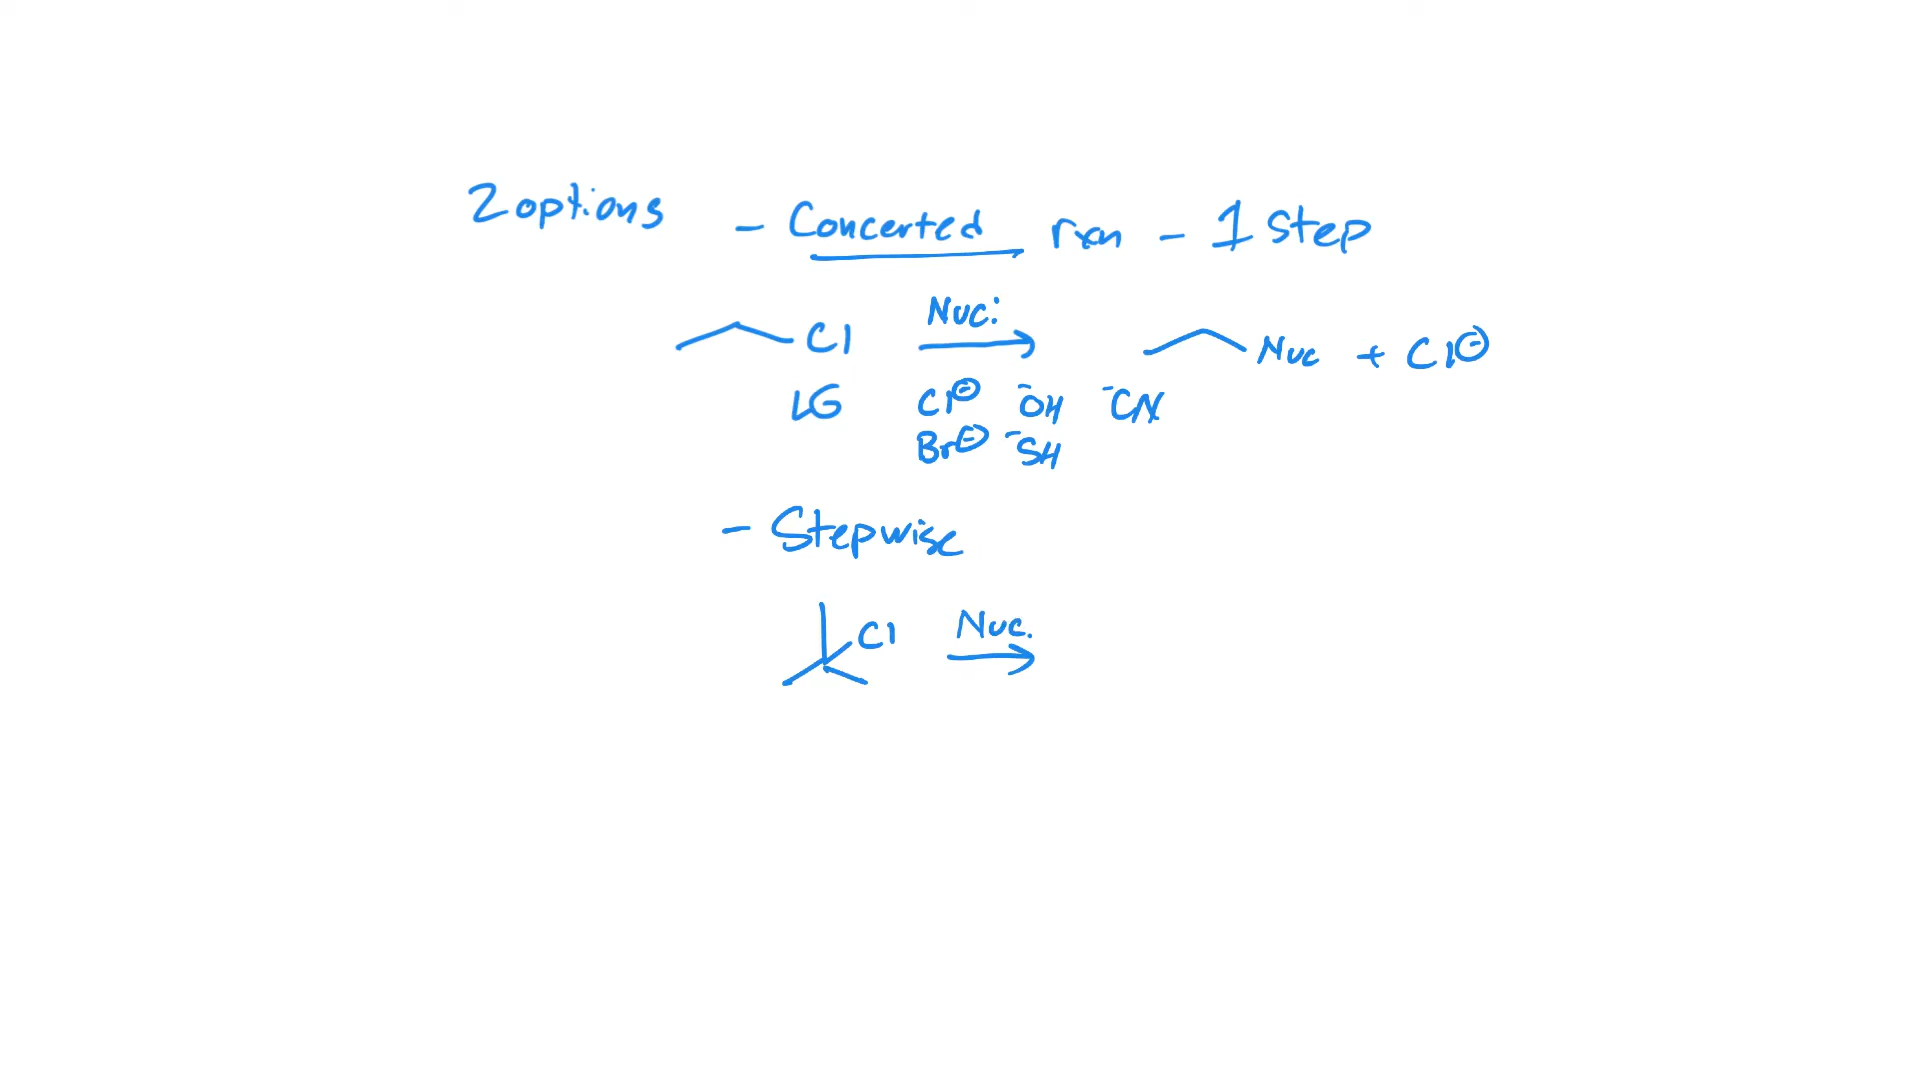 2 options - Concerted rxn - 1 Step
Cl Nuc: Nuc + Cl⊖
LG Cl⊖ ⁻OH ⁻CN
Br⊖ ⁻SH
- Stepwise
Cl Nuc.